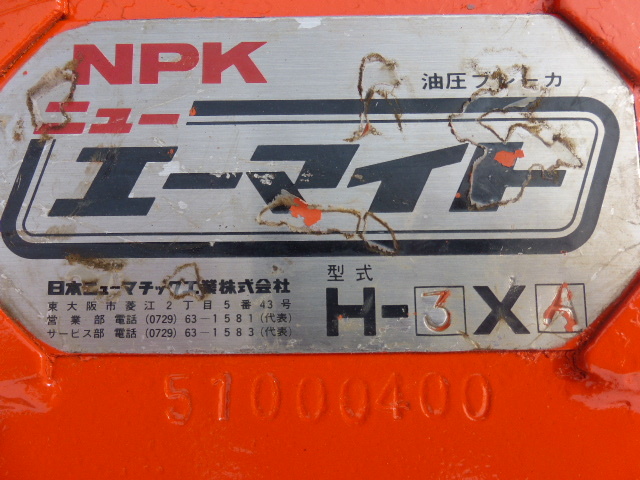 NPK
油圧ブレーカ
ニュー
エーマイト
日本ニューマチック工業株式会社
東大阪市菱江2丁目5番43号
営業部 電話 (0729) 63-1581 (代表)
サービス部 電話 (0729) 63-1583 (代表)
型式
H-3XA
51000400